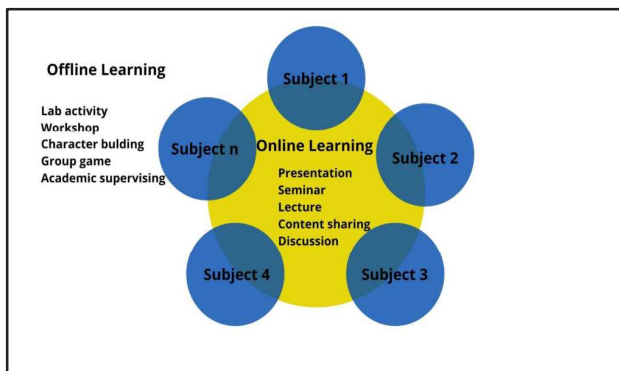 Offline Learning
Lab activity
Workshop
Character bulding
Group game
Academic supervising
Subject 1
Subject n
Online Learning
Subject 2
Presentation
Seminar
Lecture
Content sharing
Discussion
Subject 4
Subject 3